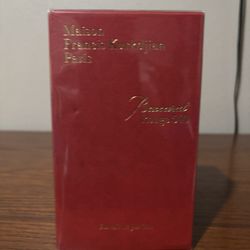 Maison
Francis Kurkdjian
Paris
Baccarat
Rouge 540